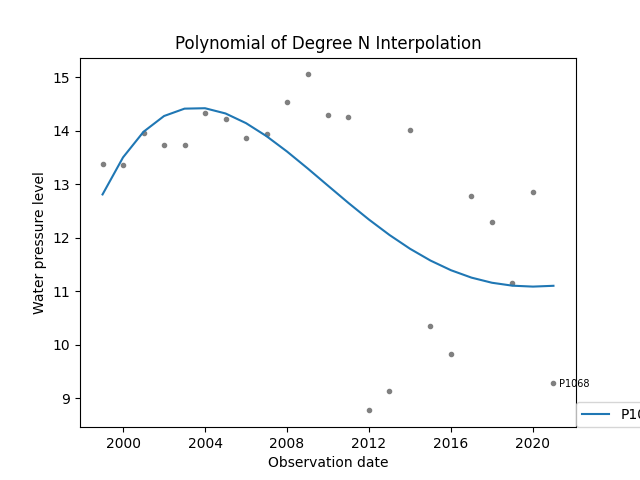 Polynomial of Degree N Interpolation
Water pressure level
15
14
13
12
11
10
9
P1068
2000 2004 2008 2012 2016 2020
Observation date